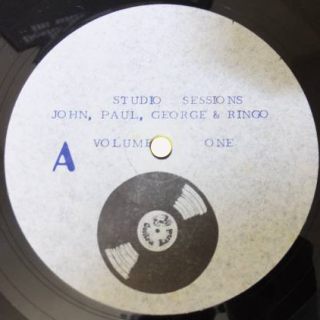 STUDIO SESSIONS
JOHN, PAUL, GEORGE & RINGO
A VOLUME ONE